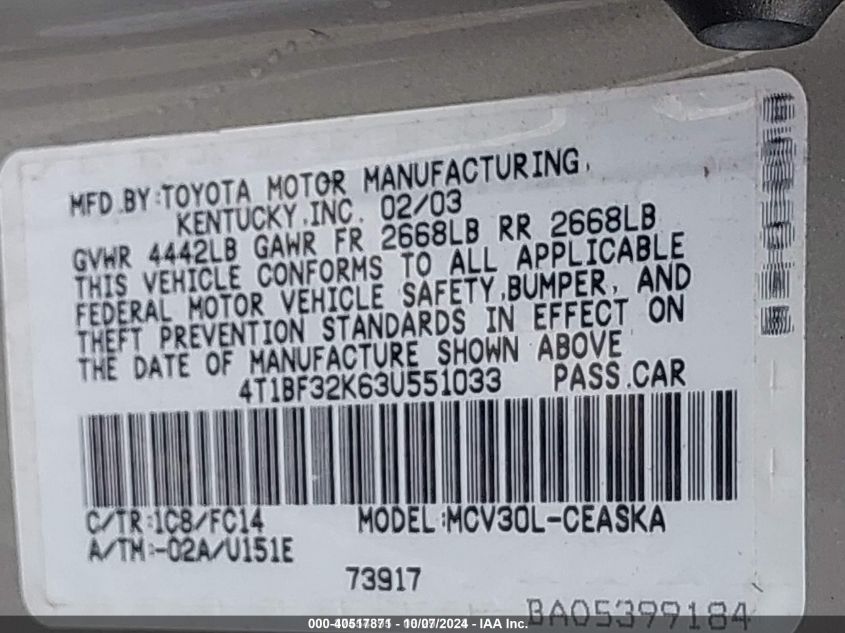 MFD.BY:TOYOTA MOTOR MANUFACTURING,
KENTUCKY,INC. 02/03
GVWR 4442LB GAWR FR 2668LB RR 2668LB
THIS VEHICLE CONFORMS TO ALL APPLICABLE
FEDERAL MOTOR VEHICLE SAFETY,BUMPER, AND
THEFT PREVENTION STANDARDS IN EFFECT ON
THE DATE OF MANUFACTURE SHOWN ABOVE
4T1BF32K63U551033 PASS.CAR
C/TR:1C8/FC14 MODEL:MCV30L-CEASKA
A/TM:-02A/U151E
73917
BA05399184
000-40517871 - 10/07/2024 - IAA Inc.